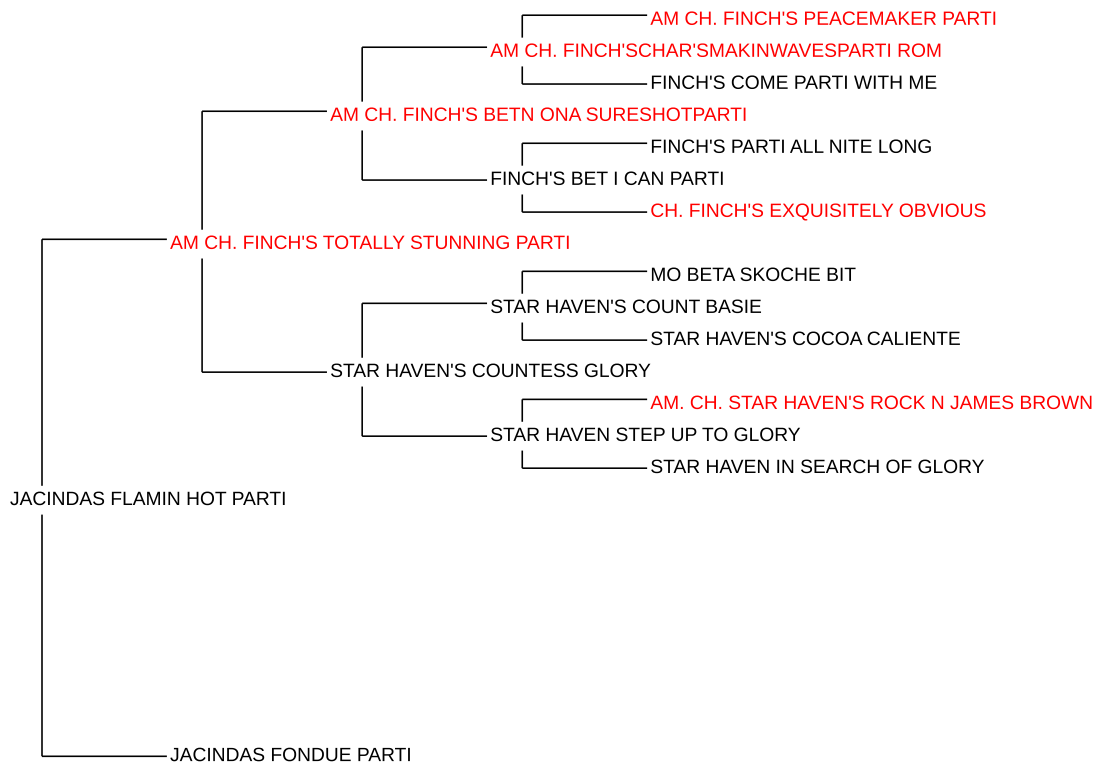 AM CH. FINCH'S PEACEMAKER PARTI
AM CH. FINCH'SCHAR'SMAKINWAVESPARTI ROM
FINCH'S COME PARTI WITH ME
AM CH. FINCH'S BETN ONA SURESHOTPARTI
FINCH'S PARTI ALL NITE LONG
FINCH'S BET I CAN PARTI
CH. FINCH'S EXQUISITELY OBVIOUS
AM CH. FINCH'S TOTALLY STUNNING PARTI
MO BETA SKOCHE BIT
STAR HAVEN'S COUNT BASIE
STAR HAVEN'S COCOA CALIENTE
STAR HAVEN'S COUNTESS GLORY
AM. CH. STAR HAVEN'S ROCK N JAMES BROWN
STAR HAVEN STEP UP TO GLORY
STAR HAVEN IN SEARCH OF GLORY
JACINDAS FLAMIN HOT PARTI
JACINDAS FONDUE PARTI